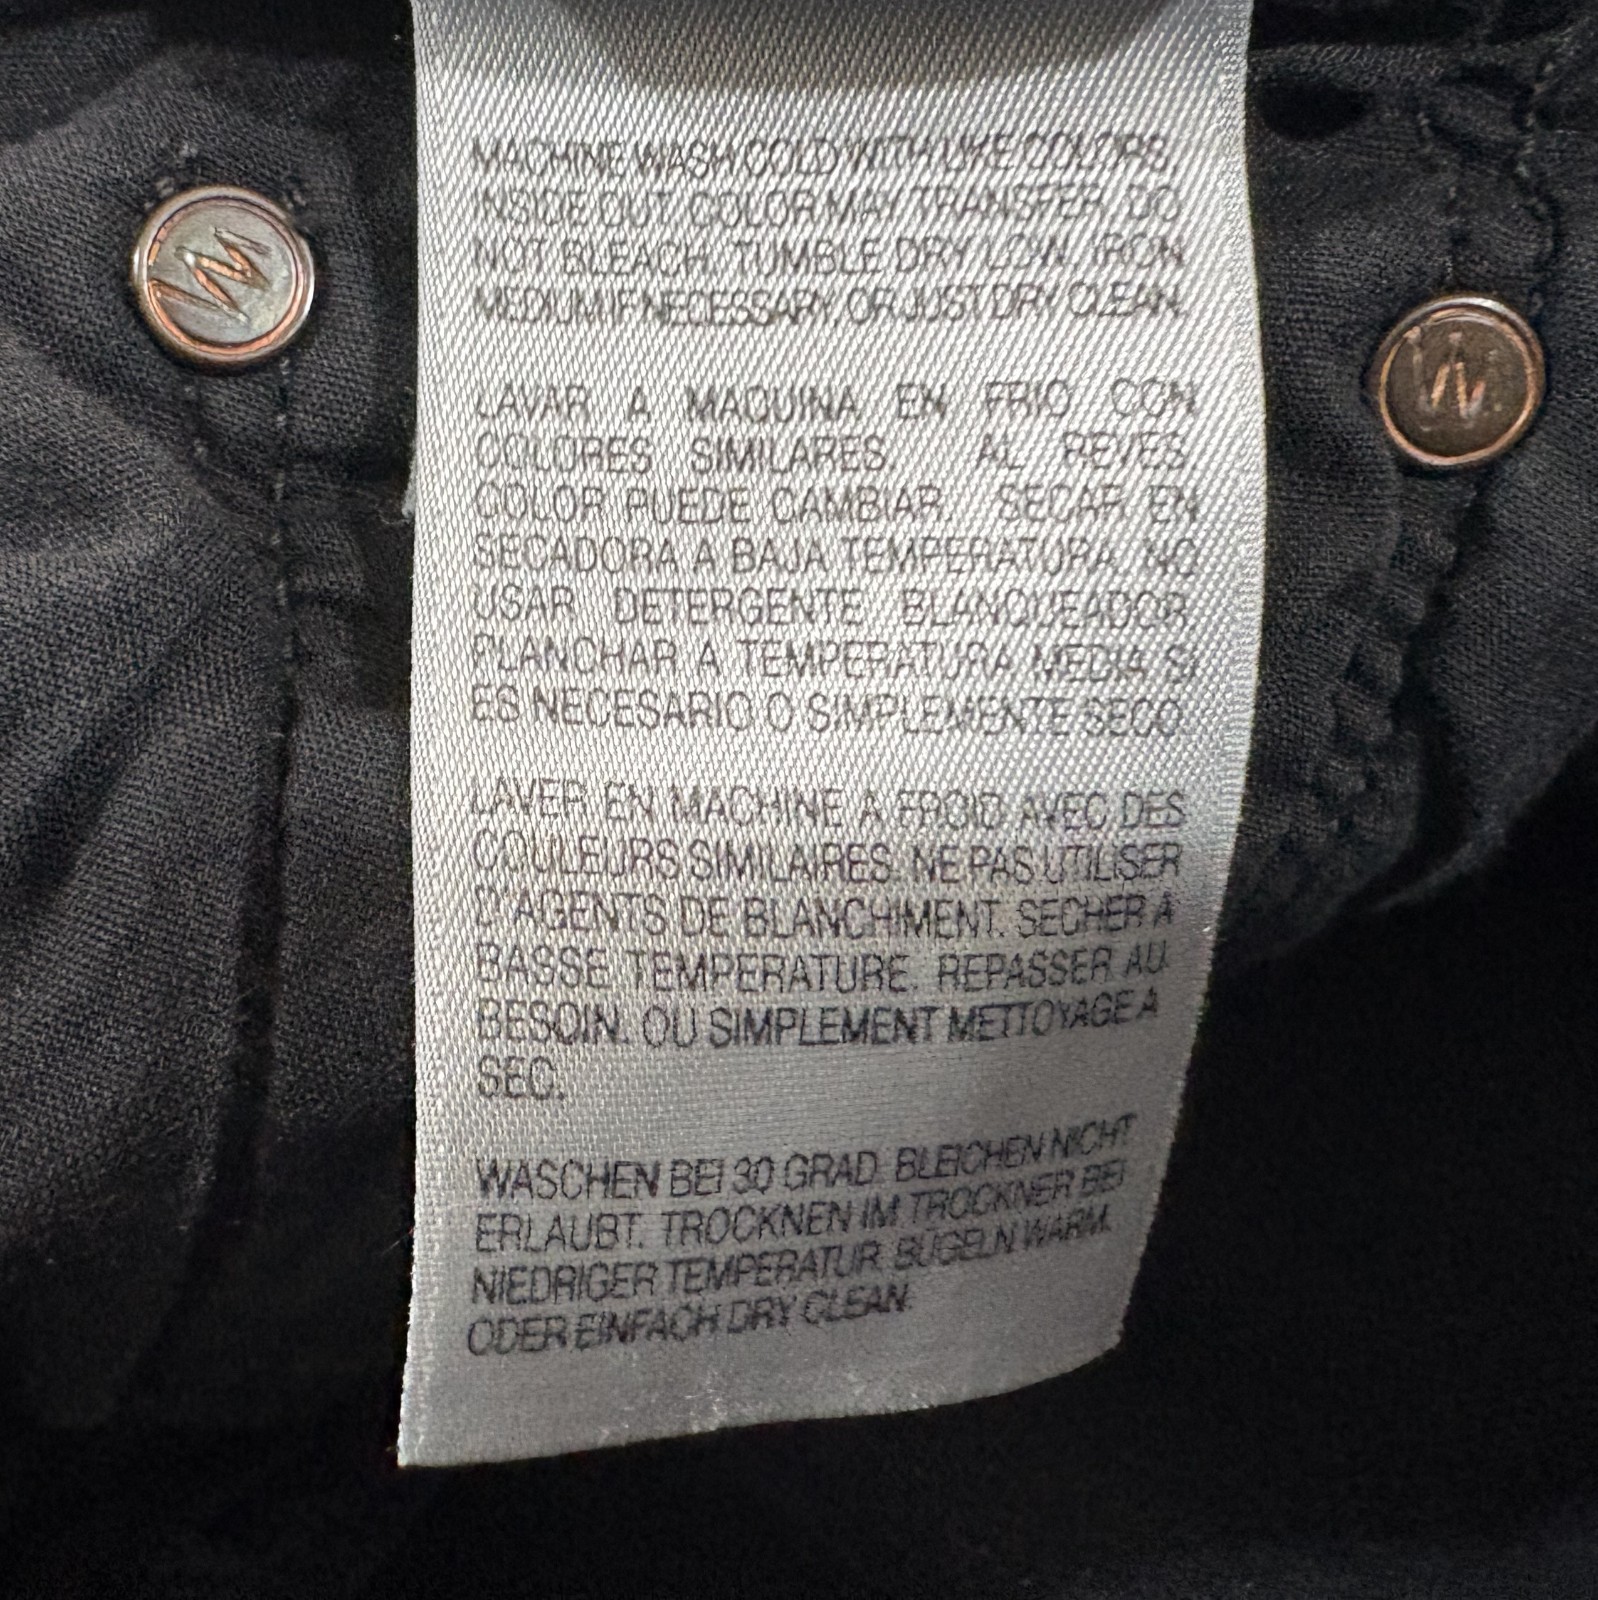 MACHINE WASH COLD WITH LIKE COLORS,
INSIDE OUT. COLOR MAY TRANSFER. DO
NOT BLEACH. TUMBLE DRY LOW. IRON
MEDIUM IF NECESSARY, OR JUST DRY CLEAN.
LAVAR A MAQUINA EN FRIO CON
COLORES SIMILARES. AL REVES.
COLOR PUEDE CAMBIAR. SECAR EN
SECADORA A BAJA TEMPERATURA. NO
USAR DETERGENTE BLANQUEADOR.
PLANCHAR A TEMPERATURA MEDIA SI
ES NECESARIO O SIMPLEMENTE SECO
LAVER EN MACHINE A FROID AVEC DES
COULEURS SIMILAIRES. NE PAS UTILISER
D'AGENTS DE BLANCHIMENT. SECHER A
BASSE TEMPERATURE. REPASSER AU
BESOIN. OU SIMPLEMENT METTOYAGE A
SEC.
WASCHEN BEI 30 GRAD. BLEICHEN NICHT
ERLAUBT. TROCKNEN IM TROCKNER BEI
NIEDRIGER TEMPERATUR. BUGELN WARM.
ODER EINFACH DRY CLEAN.
W
W.